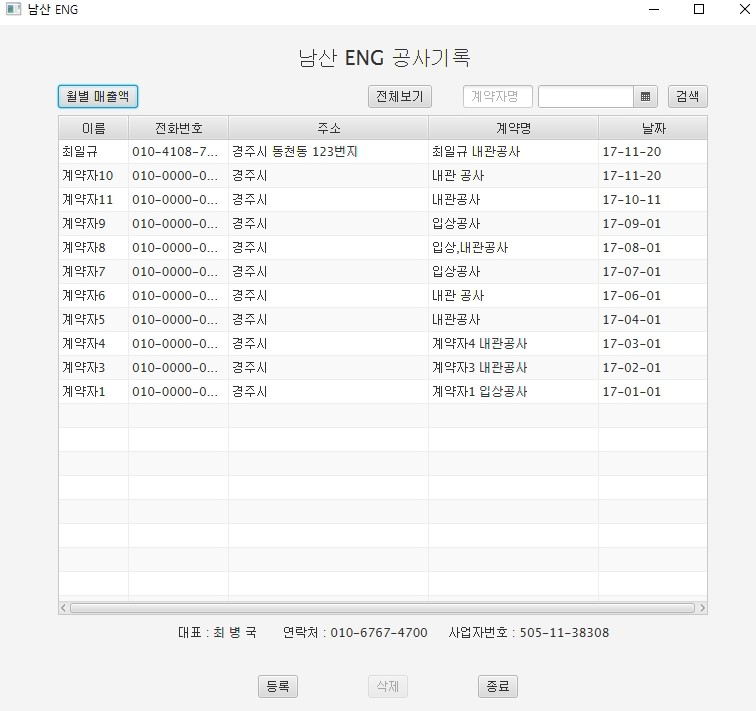 남산 ENG
남산 ENG 공사기록
월별 매출액 전체보기 계약자명 검색
이름 전화번호 주소 계약명 날짜
최일규 010-4108-7... 경주시 동천동 123번지 최일규 내관공사 17-11-20
계약자10 010-0000-0... 경주시 내관 공사 17-11-20
계약자11 010-0000-0... 경주시 내관공사 17-10-11
계약자9 010-0000-0... 경주시 입상공사 17-09-01
계약자8 010-0000-0... 경주시 입상,내관공사 17-08-01
계약자7 010-0000-0... 경주시 입상공사 17-07-01
계약자6 010-0000-0... 경주시 내관 공사 17-06-01
계약자5 010-0000-0... 경주시 내관공사 17-04-01
계약자4 010-0000-0... 경주시 계약자4 내관공사 17-03-01
계약자3 010-0000-0... 경주시 계약자3 내관공사 17-02-01
계약자1 010-0000-0... 경주시 계약자1 입상공사 17-01-01
대표 : 최 병 국 연락처 : 010-6767-4700 사업자번호 : 505-11-38308
등록 삭제 종료